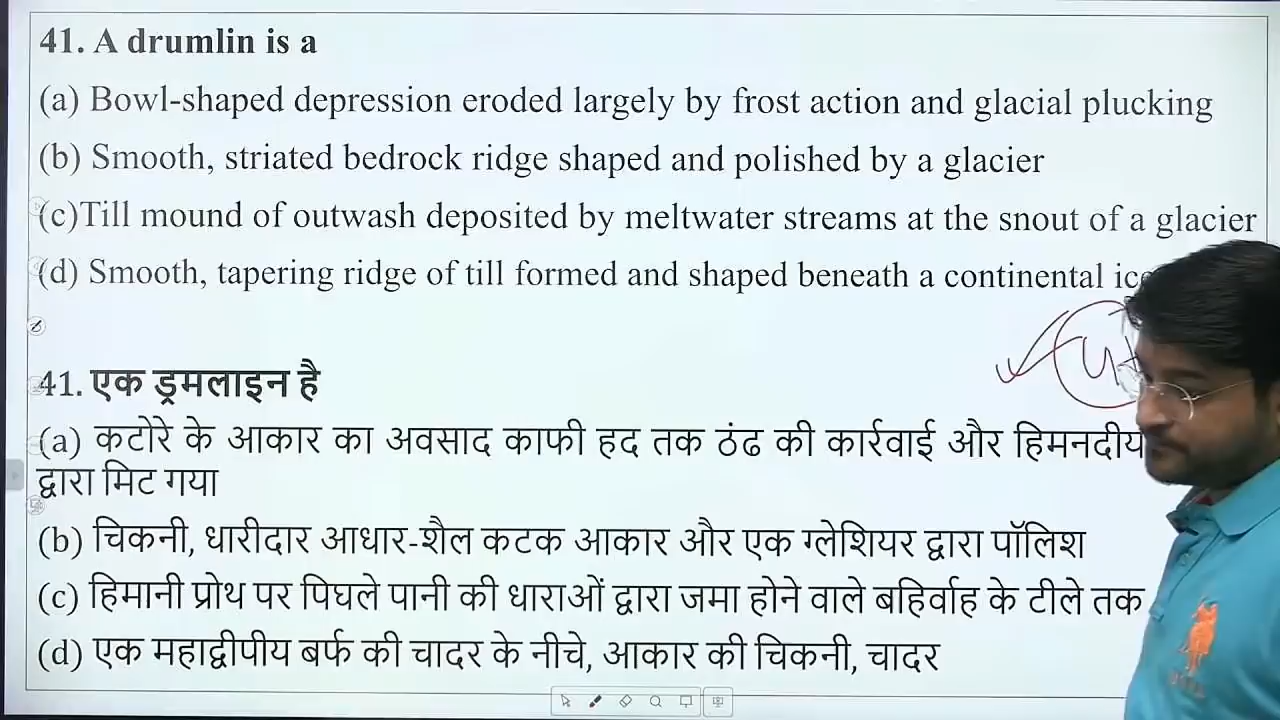 41. A drumlin is a
(a) Bowl-shaped depression eroded largely by frost action and glacial plucking
(b) Smooth, striated bedrock ridge shaped and polished by a glacier
(c)Till mound of outwash deposited by meltwater streams at the snout of a glacier
(d) Smooth, tapering ridge of till formed and shaped beneath a continental
41. एक ड्रमलाइन है
(a) कटोरे के आकार का अवसाद काफी हद तक ठंढ की कार्रवाई और हिमनदीय
द्वारा मिट गया
(b) चिकनी, धारीदार आधार-शैल कटक आकार और एक ग्लेशियर द्वारा पॉलिश
(c) हिमानी प्रोथ पर पिघले पानी की धाराओं द्वारा जमा होने वाले बहिर्वाह के टीले तक
(d) एक महाद्वीपीय बर्फ की चादर के नीचे, आकार की चिकनी, चादर